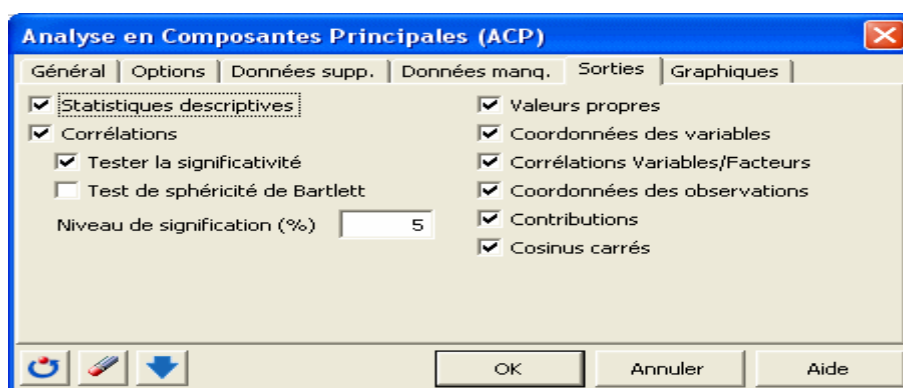 Analyse en Composantes Principales (ACP)
Général Options Données supp. Données manq. Sorties Graphiques
Statistiques descriptives
Corrélations
Tester la significativité
Test de sphéricité de Bartlett
Niveau de signification (%) 5
Valeurs propres
Coordonnées des variables
Corrélations Variables/Facteurs
Coordonnées des observations
Contributions
Cosinus carrés
OK Annuler Aide